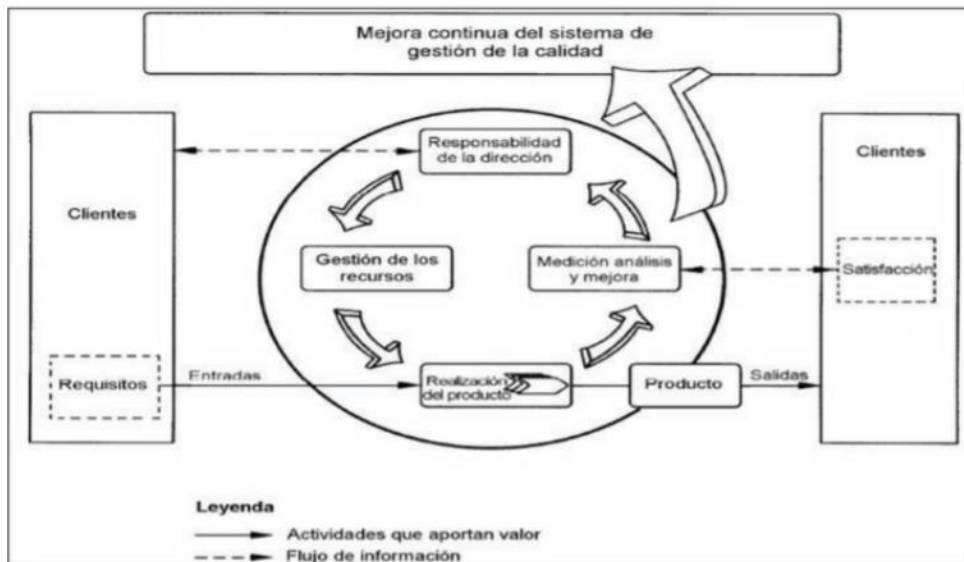 Mejora continua del sistema de
gestión de la calidad
Responsabilidad
de la dirección
Clientes
Clientes
Gestión de los
recursos
Medición análisis
y mejora
Satisfacción
Requisitos
Entradas
Realización
del producto
Producto
Salidas
Leyenda
Actividades que aportan valor
Flujo de información